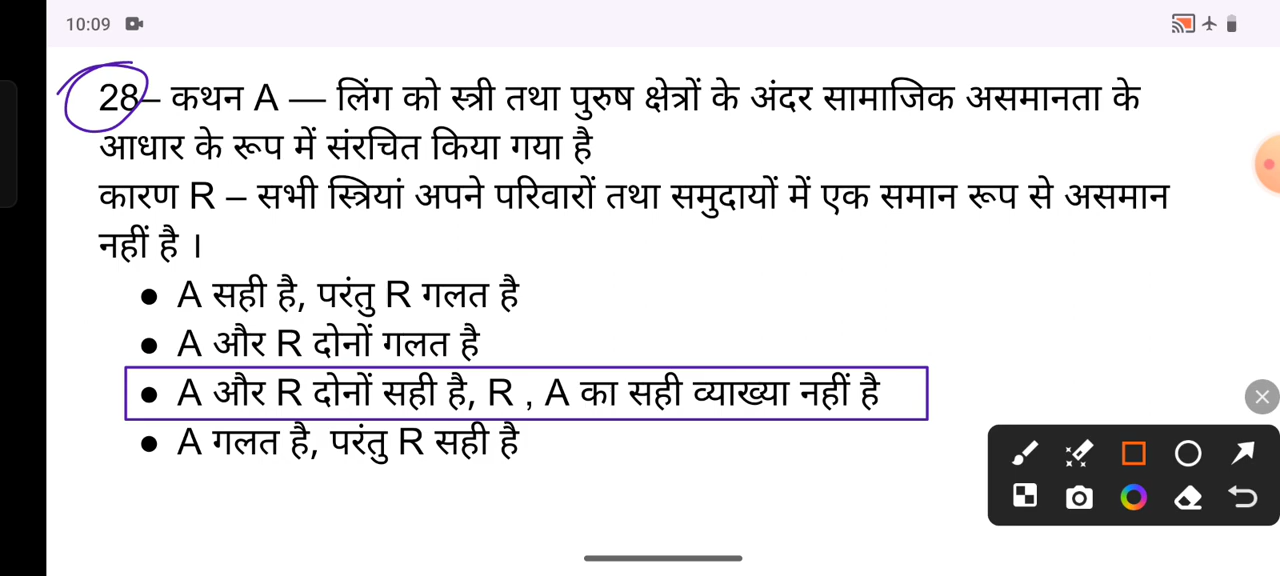 10:09
28– कथन A — लिंग को स्त्री तथा पुरुष क्षेत्रों के अंदर सामाजिक असमानता के
आधार के रूप में संरचित किया गया है
कारण R – सभी स्त्रियां अपने परिवारों तथा समुदायों में एक समान रूप से असमान
नहीं है ।
● A सही है, परंतु R गलत है
● A और R दोनों गलत है
● A और R दोनों सही है, R , A का सही व्याख्या नहीं है
● A गलत है, परंतु R सही है